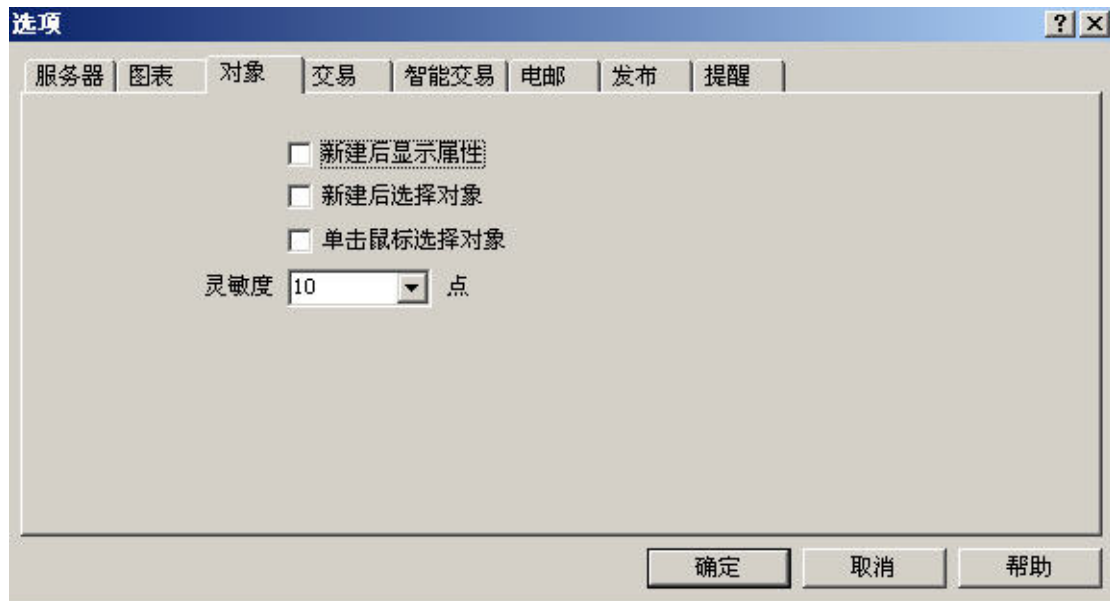 选项
服务器 图表 对象 交易 智能交易 电邮 发布 提醒
新建后显示属性
新建后选择对象
单击鼠标选择对象
灵敏度 10 点
确定 取消 帮助